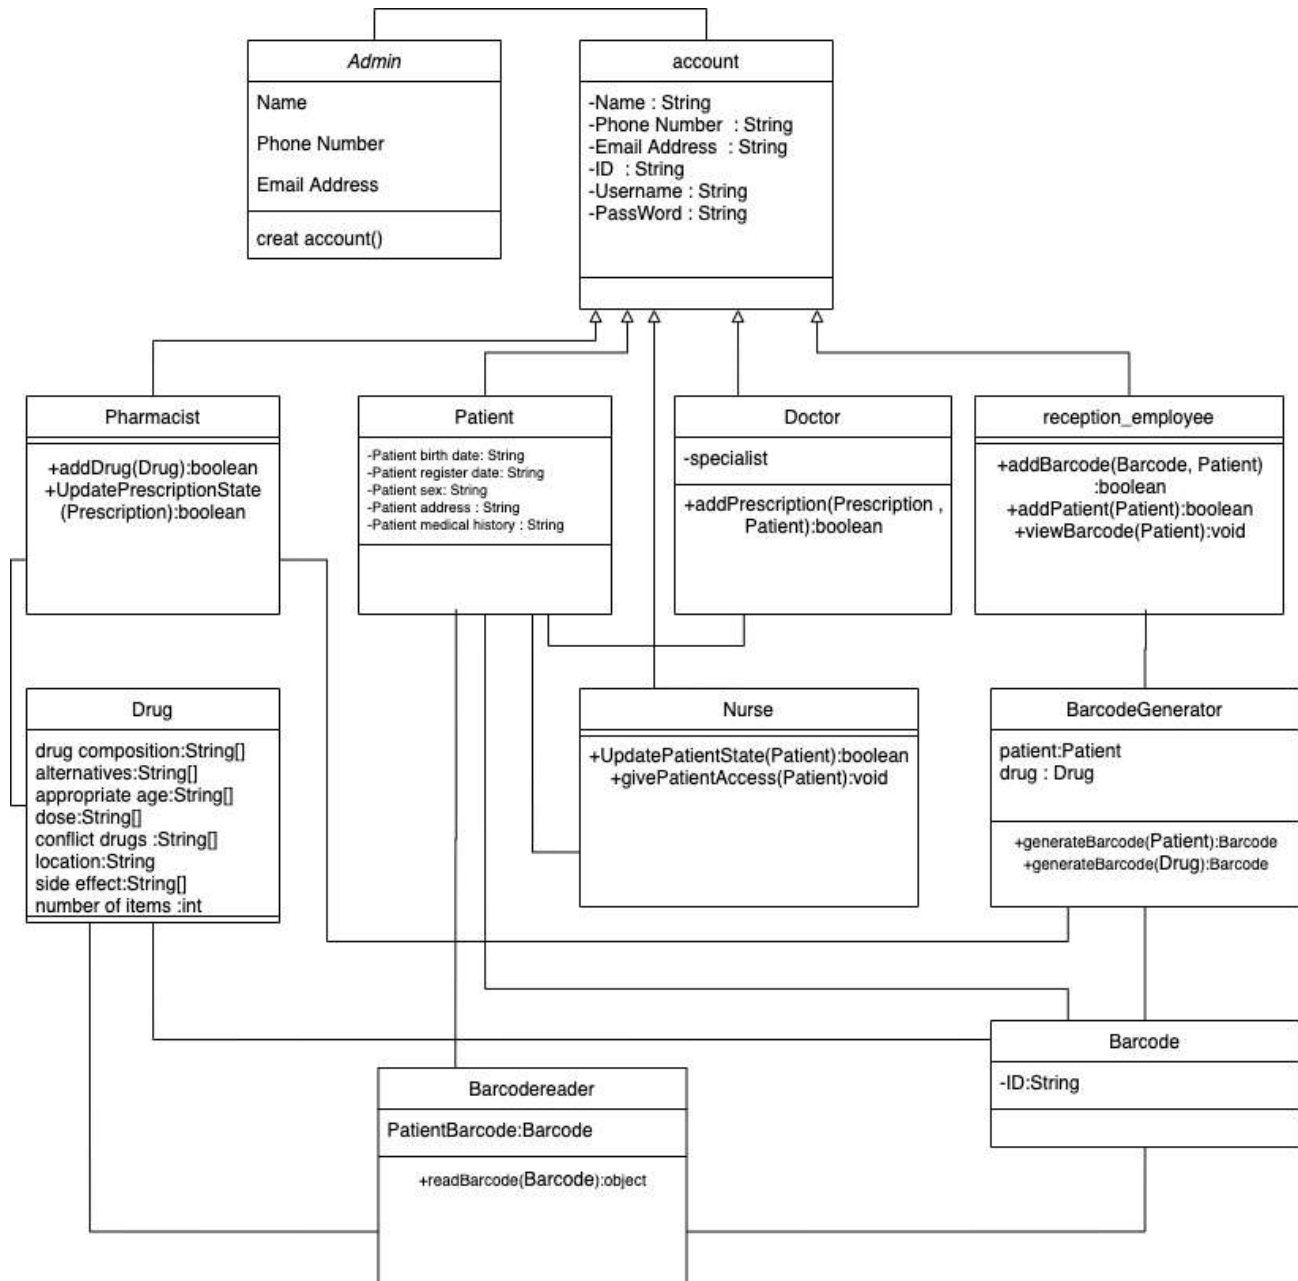 Admin
Name
Phone Number
Email Address
creat account()
account
-Name : String
-Phone Number : String
-Email Address : String
-ID : String
-Username : String
-PassWord : String
Pharmacist
+addDrug(Drug):boolean
+UpdatePrescriptionState
(Prescription):boolean
Patient
-Patient birth date: String
-Patient register date: String
-Patient sex: String
-Patient address : String
-Patient medical history : String
Doctor
-specialist
+addPrescription(Prescription ,
Patient):boolean
reception_employee
+addBarcode(Barcode, Patient)
:boolean
+addPatient(Patient):boolean
+viewBarcode(Patient):void
Drug
drug composition:String[]
alternatives:String[]
appropriate age:String[]
dose:String[]
conflict drugs :String[]
location:String
side effect:String[]
number of items :int
Nurse
+UpdatePatientState(Patient):boolean
+givePatientAccess(Patient):void
BarcodeGenerator
patient:Patient
drug : Drug
+generateBarcode(Patient):Barcode
+generateBarcode(Drug):Barcode
Barcode
-ID:String
Barcodereader
PatientBarcode:Barcode
+readBarcode(Barcode):object